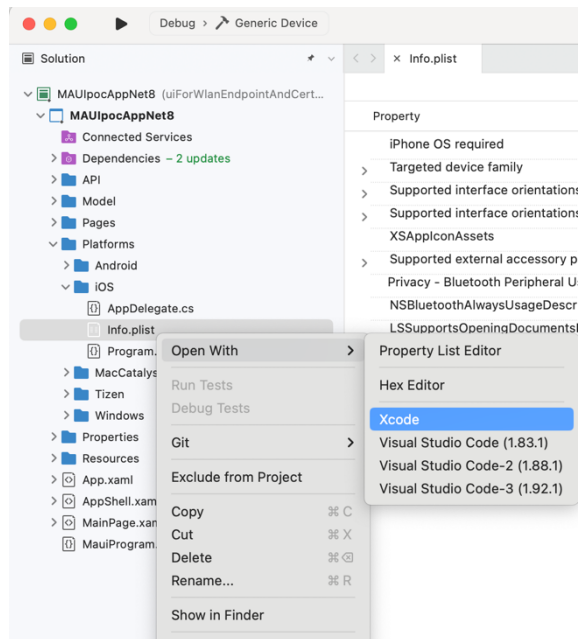 Debug > Generic Device
Solution
Info.plist
MAUIpocAppNet8 (uiForWlanEndpointAndCert...
MAUIpocAppNet8
Connected Services
Dependencies – 2 updates
API
Model
Pages
Platforms
Android
iOS
AppDelegate.cs
Info.plist
Program.
MacCatalys
Tizen
Windows
Properties
Resources
App.xaml
AppShell.xam
MainPage.xam
MauiProgram.
Property
iPhone OS required
Targeted device family
Supported interface orientations
Supported interface orientations
XSAppIconAssets
Supported external accessory p
Privacy - Bluetooth Peripheral U
NSBluetoothAlwaysUsageDescr
LSSupportsOpeningDocumentsI
Open With
Run Tests
Debug Tests
Git
Exclude from Project
Copy ⌘ C
Cut ⌘ X
Delete ⌘⌫
Rename... ⌘ R
Show in Finder
Property List Editor
Hex Editor
Xcode
Visual Studio Code (1.83.1)
Visual Studio Code-2 (1.88.1)
Visual Studio Code-3 (1.92.1)